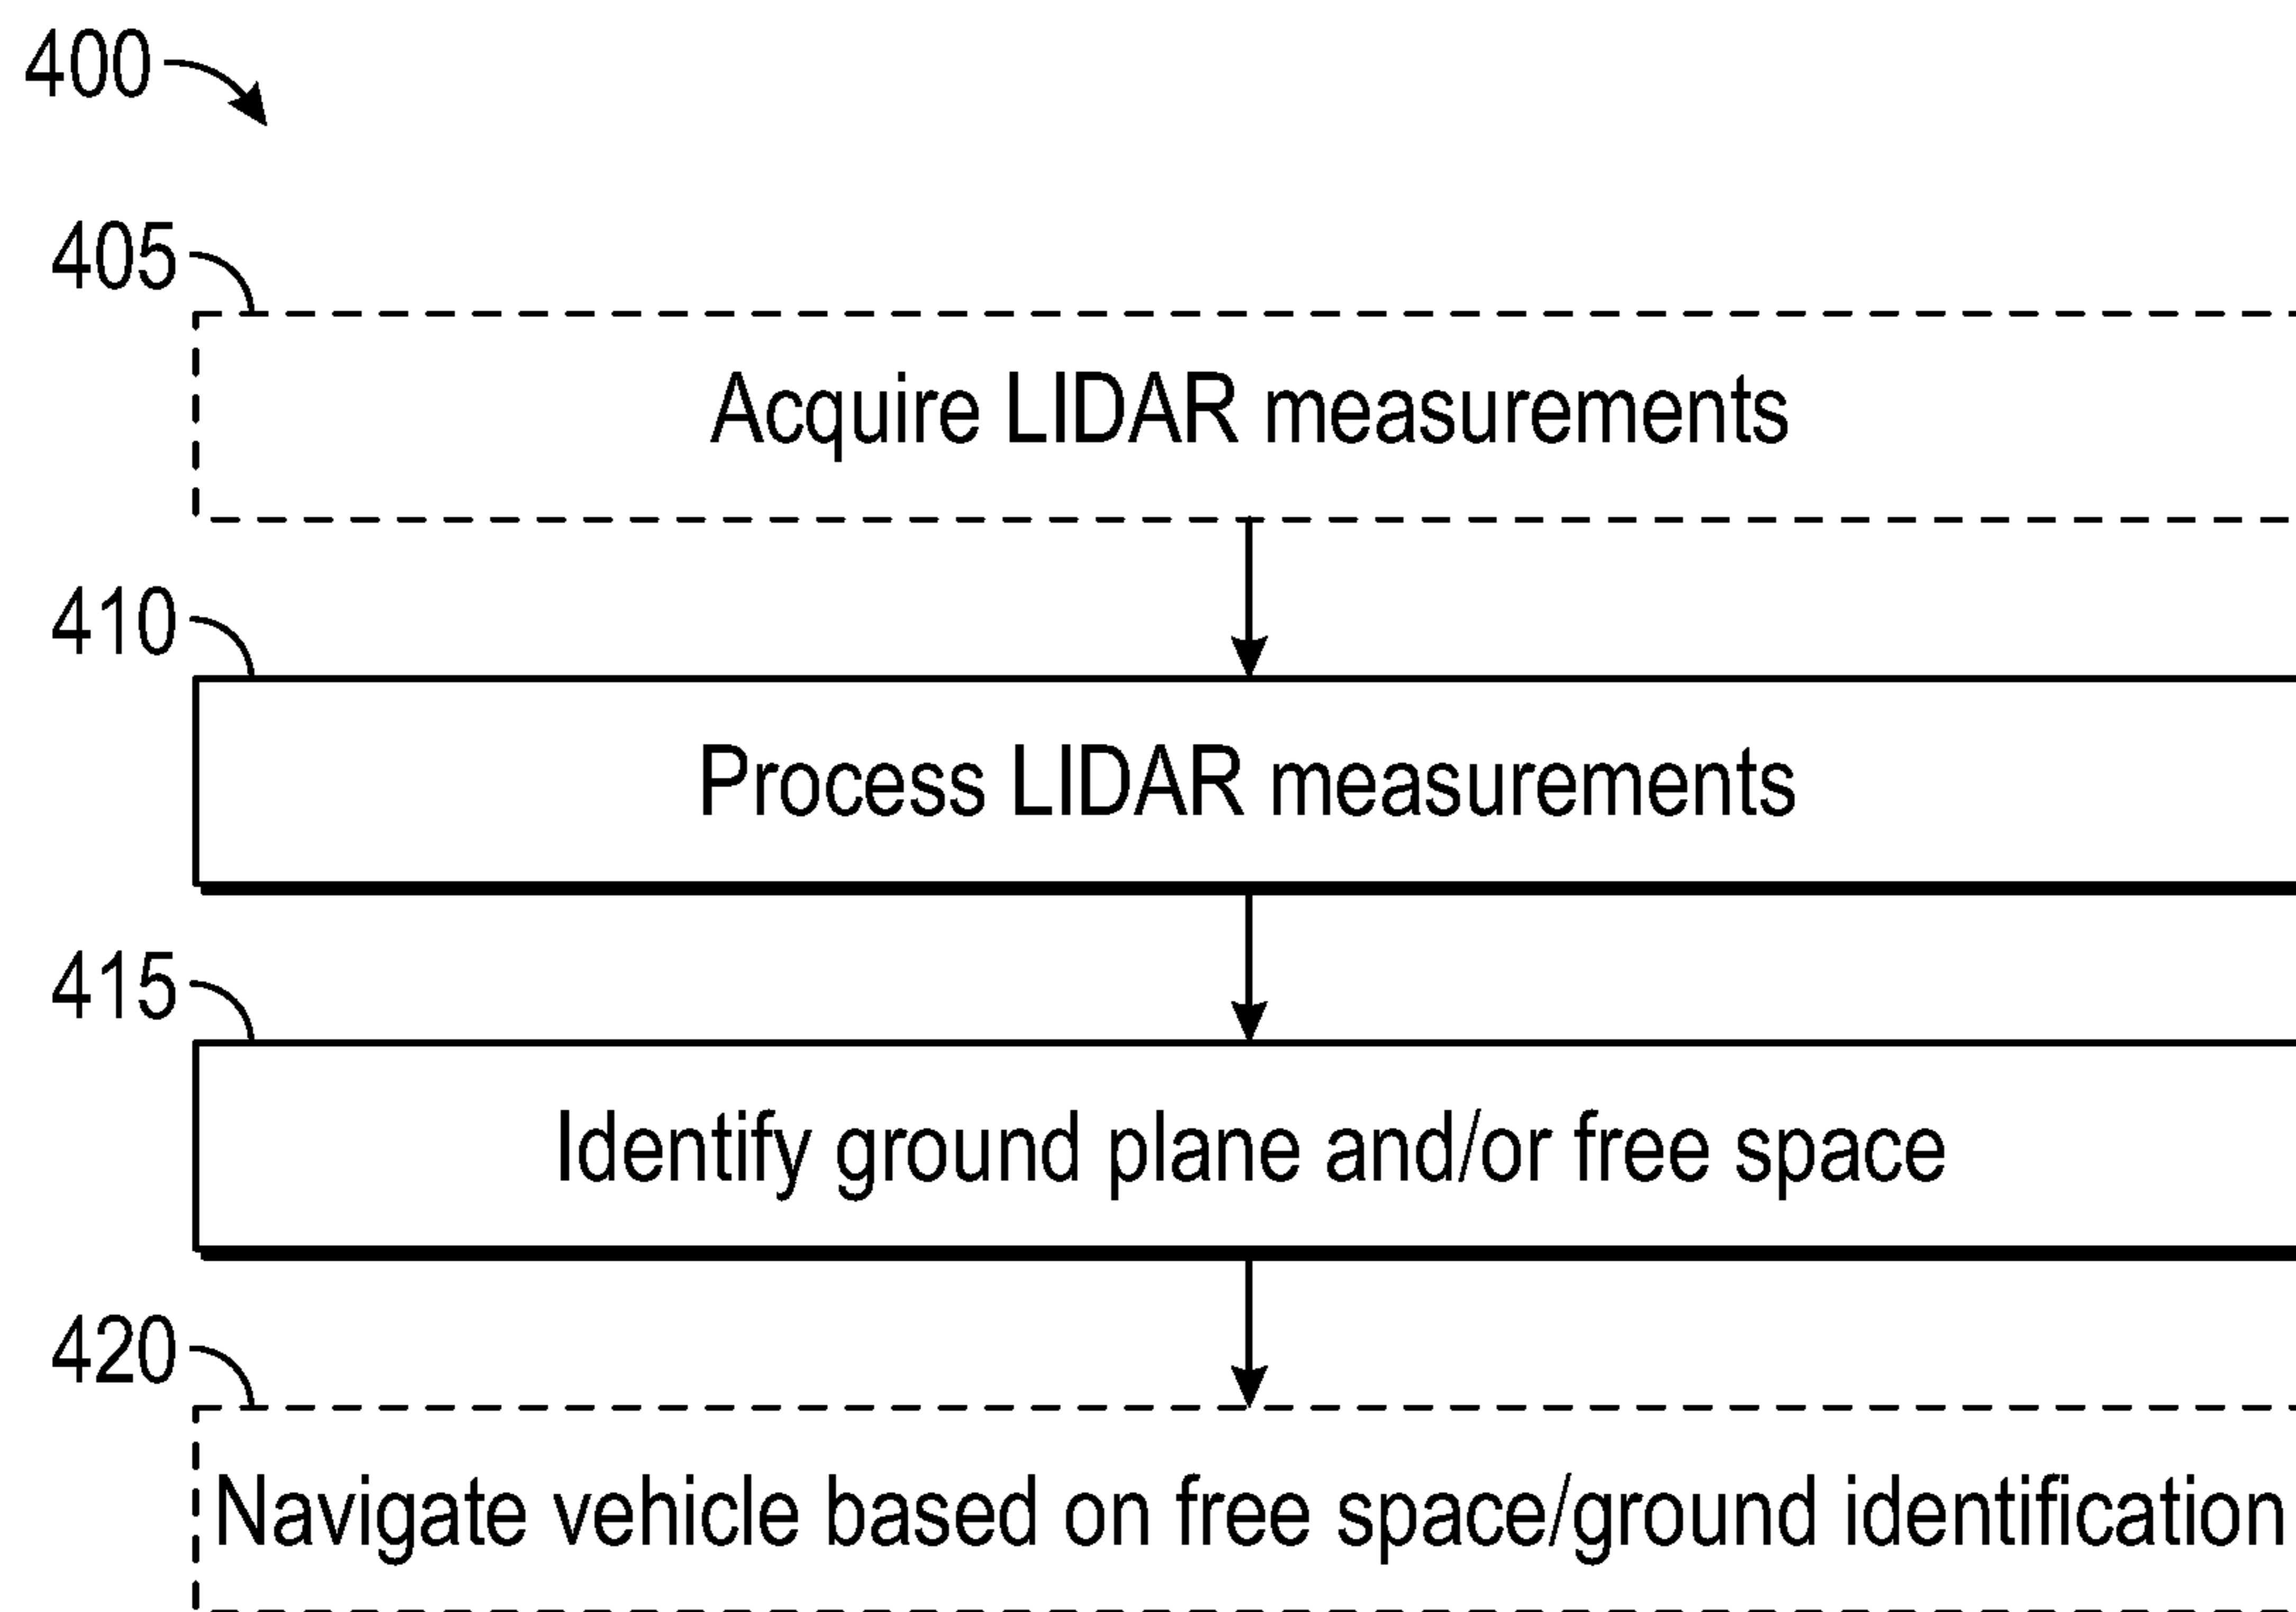 400
405
Acquire LIDAR measurements
410
Process LIDAR measurements
415
Identify ground plane and/or free space
420
Navigate vehicle based on free space/ground identification